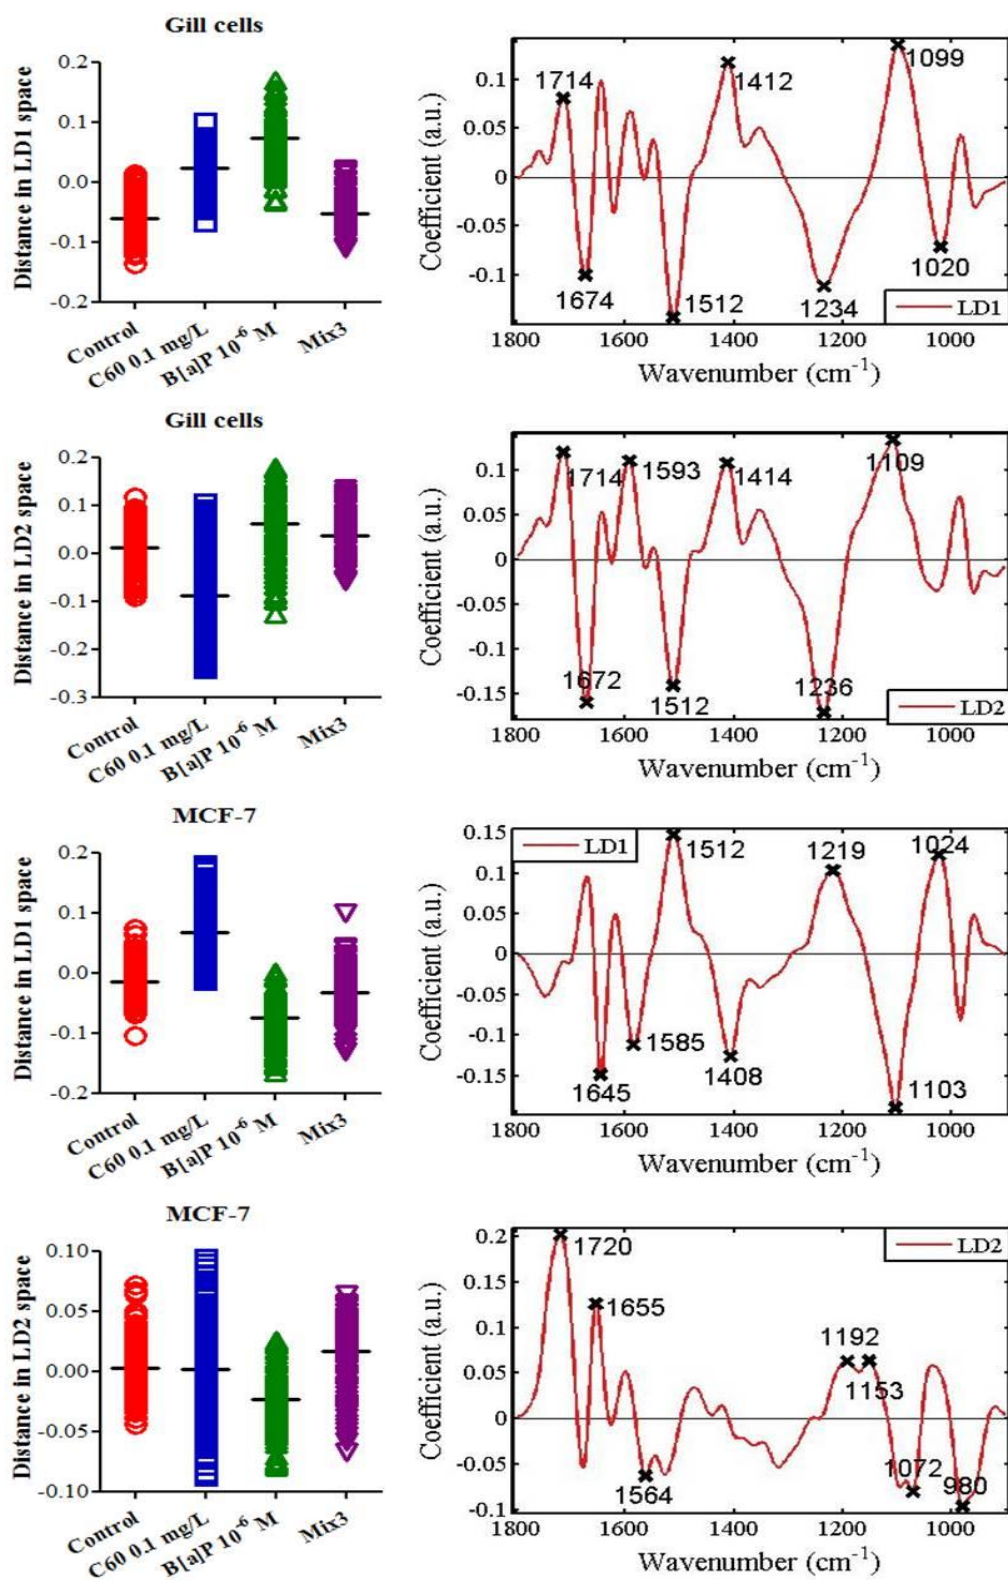 Gill cells
Distance in LD1 space
0.2
0.1
0.0
-0.1
-0.2
Control
C60 0.1 mg/L
B[a]P 10-6 M
Mix3
Coefficient (a.u.)
0.1
0.05
0
-0.05
-0.1
1714
1674
1512
1412
1234
1099
1020
LD1
1800 1600 1400 1200 1000
Wavenumber (cm-1)
Gill cells
Distance in LD2 space
0.2
0.1
0.0
-0.1
-0.2
-0.3
Control
C60 0.1 mg/L
B[a]P 10-6 M
Mix3
Coefficient (a.u.)
0.1
0.05
0
-0.05
-0.1
-0.15
1714
1672
1593
1512
1414
1236
1109
LD2
1800 1600 1400 1200 1000
Wavenumber (cm-1)
MCF-7
Distance in LD1 space
0.2
0.1
0.0
-0.1
-0.2
Control
C60 0.1 mg/L
B[a]P 10-6 M
Mix3
Coefficient (a.u.)
0.15
0.1
0.05
0
-0.05
-0.1
-0.15
LD1
1645
1585
1512
1408
1219
1103
1024
1800 1600 1400 1200 1000
Wavenumber (cm-1)
MCF-7
Distance in LD2 space
0.10
0.05
0.00
-0.05
-0.10
Control
C60 0.1 mg/L
B[a]P 10-6 M
Mix3
Coefficient (a.u.)
0.2
0.15
0.1
0.05
0
-0.05
-0.1
1720
1655
1564
1192
1153
1072
980
LD2
1800 1600 1400 1200 1000
Wavenumber (cm-1)